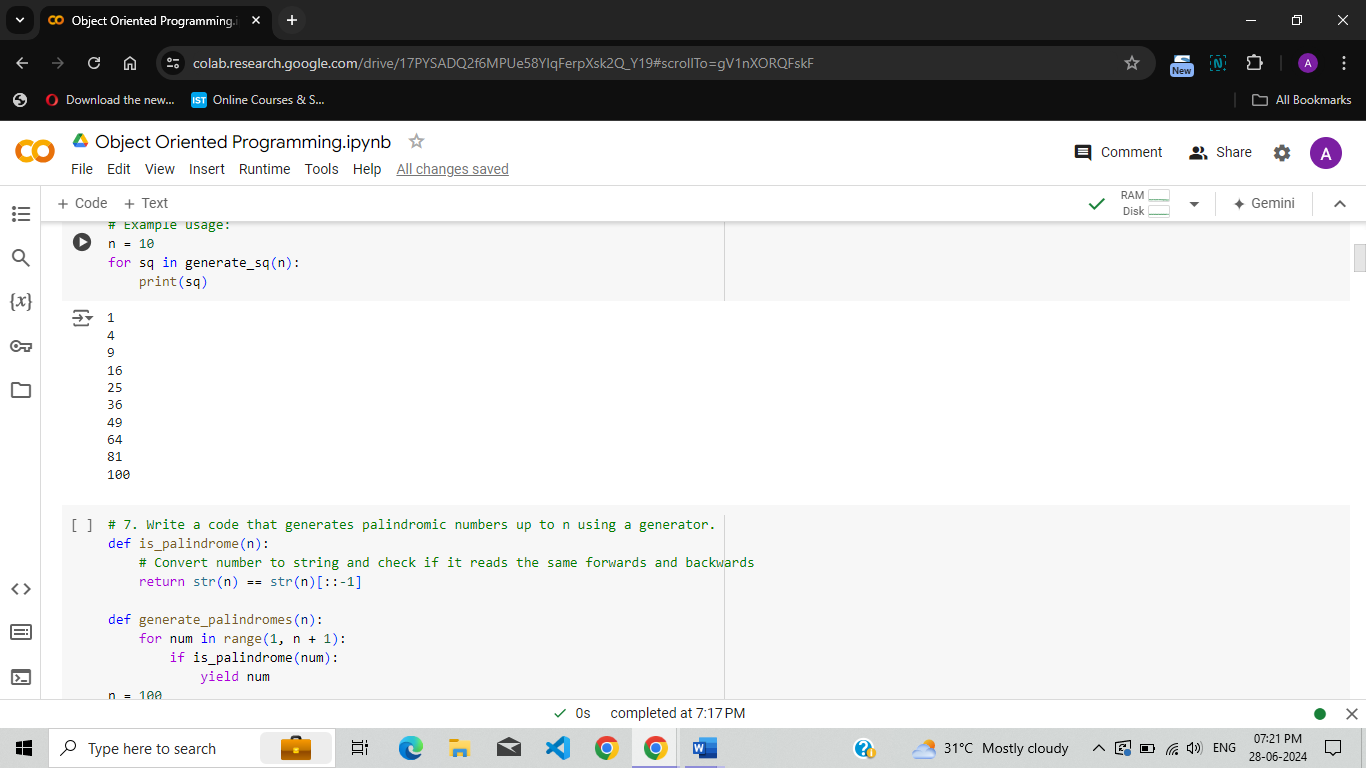 Object Oriented Programming.i
colab.research.google.com/drive/17PYSADQ2f6MPUe58YIqFerpXsk2Q_Y19#scrollTo=gV1nXORQFskF
New
N
A
Download the new...
IST
Online Courses & S...
All Bookmarks
Object Oriented Programming.ipynb
File Edit View Insert Runtime Tools Help All changes saved
Comment
Share
A
+ Code + Text
RAM
Disk
Gemini
{x}
# Example usage:
n = 10
for sq in generate_sq(n):
    print(sq)
1
4
9
16
25
36
49
64
81
100
[ ] # 7. Write a code that generates palindromic numbers up to n using a generator.
def is_palindrome(n):
    # Convert number to string and check if it reads the same forwards and backwards
    return str(n) == str(n)[::-1]
def generate_palindromes(n):
    for num in range(1, n + 1):
        if is_palindrome(num):
            yield num
n = 100
0s completed at 7:17 PM
Type here to search
31°C Mostly cloudy
ENG
07:21 PM
28-06-2024